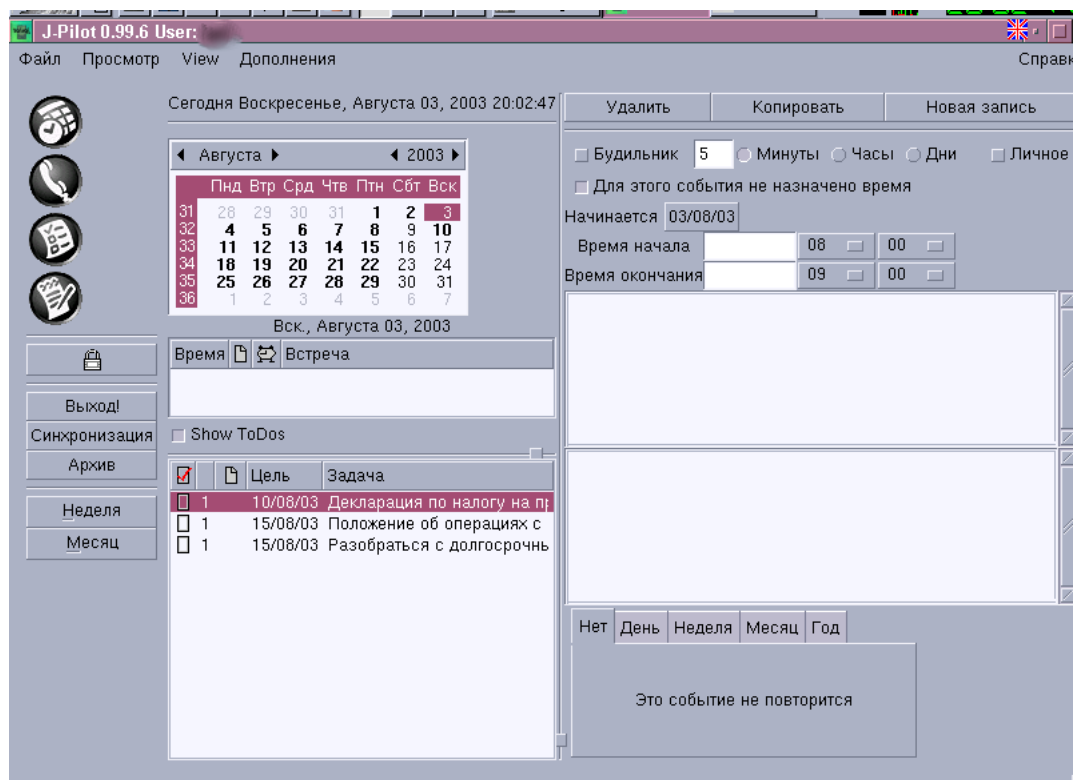 J-Pilot 0.99.6 User:
Файл Просмотр View Дополнения Справк
Сегодня Воскресенье, Августа 03, 2003 20:02:47
Удалить Копировать Новая запись
Августа 2003
Пнд Втр Срд Чтв Птн Сбт Вск
31 28 29 30 31 1 2 3
32 4 5 6 7 8 9 10
33 11 12 13 14 15 16 17
34 18 19 20 21 22 23 24
35 25 26 27 28 29 30 31
36 1 2 3 4 5 6 7
Вск., Августа 03, 2003
Время Встреча
Выход!
Синхронизация
Архив
Неделя
Месяц
Show ToDos
Цель Задача
1 10/08/03 Декларация по налогу на пр
1 15/08/03 Положение об операциях с
1 15/08/03 Разобраться с долгосрочнь
Будильник 5 Минуты Часы Дни Личное
Для этого события не назначено время
Начинается 03/08/03
Время начала 08 00
Время окончания 09 00
Нет День Неделя Месяц Год
Это событие не повторится